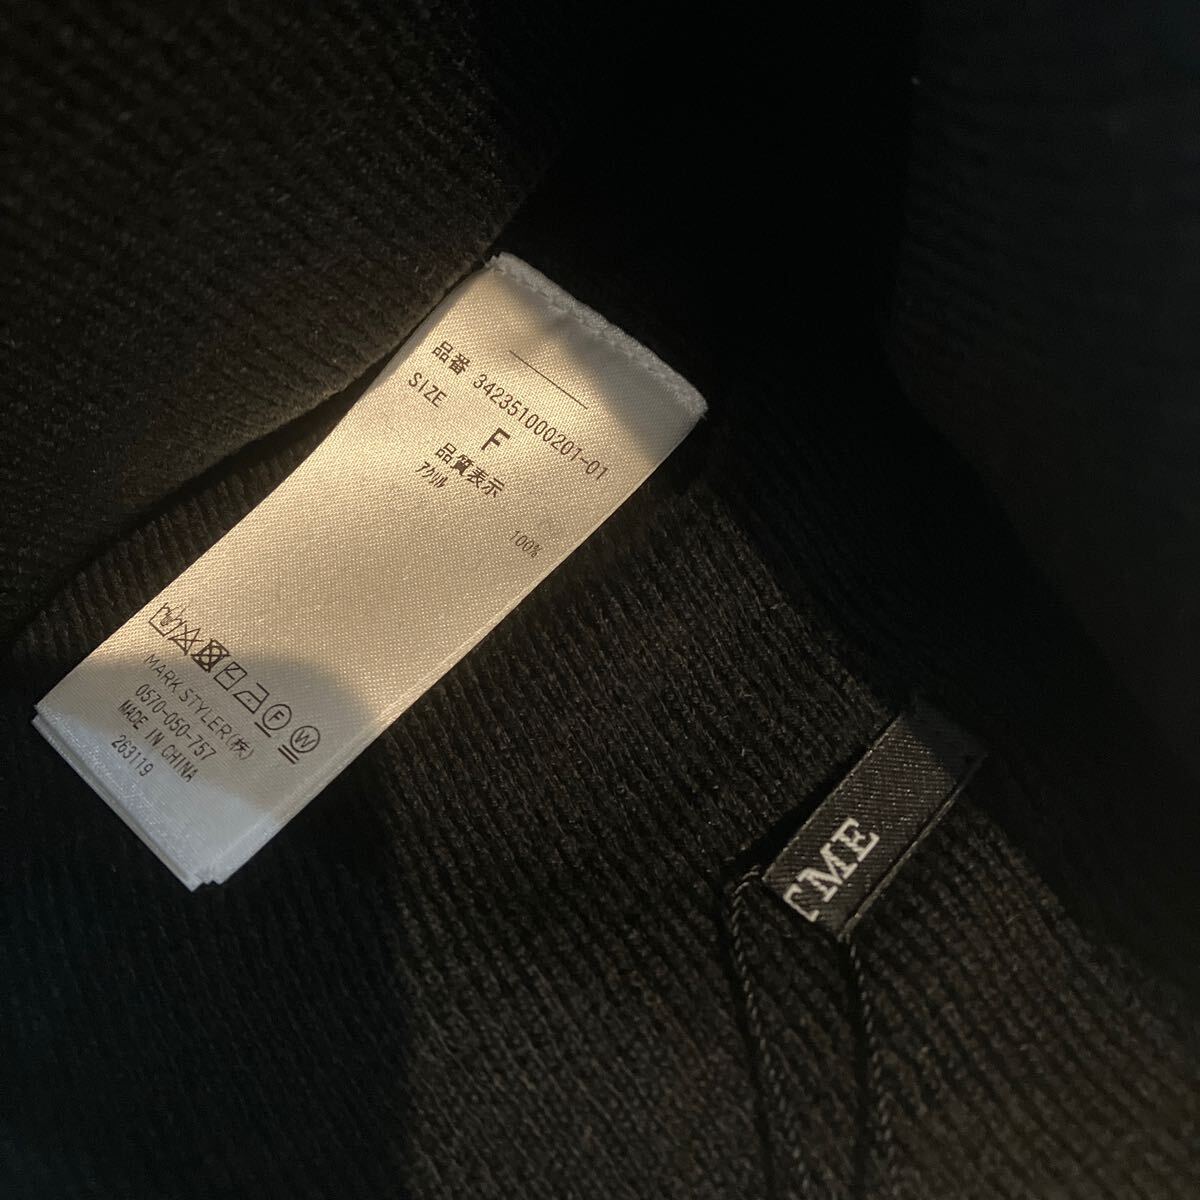 品番 342351000201-01
SIZE
F
品質表示
アクリル
100%
F W
MARK STYLER(株)
0570-050-757
MADE IN CHINA
263119
TME